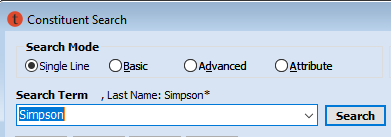 Constituent Search
Search Mode
Single Line Basic Advanced Attribute
Search Term , Last Name: Simpson*
Simpson Search